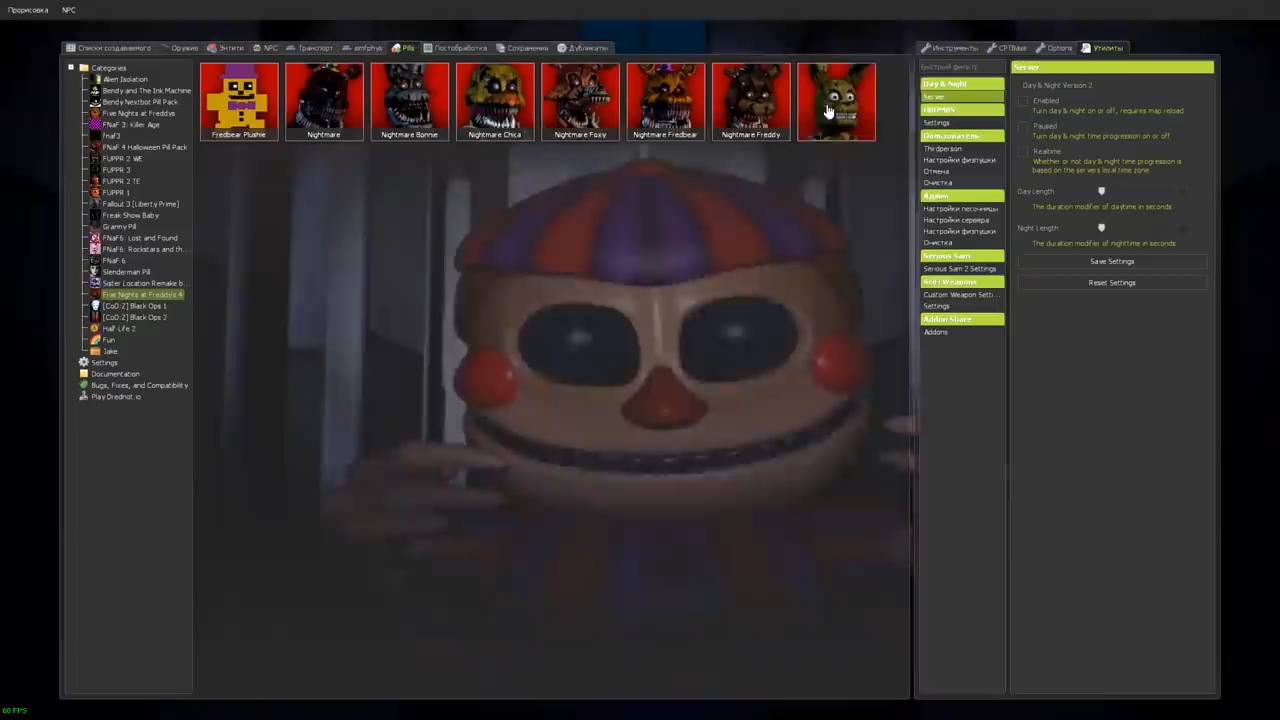 Прорисовка NPC
Списки создаваемого Оружие Энтити NPC Транспорт emfphys Pills Постобработка Сохранения Дубликаты
Инструменты CPTBase Options Утилиты
Categories
Alien Isolation
Bendy and The Ink Machine
Bendy Nextbot Pill Pack
Five Nights at Freddys
FNaF 3: Killer Age
fnaf3
FNAF 4 Halloween Pill Pack
FUPPR 2 WE
FUPPR 3
FUPPR 2 TE
FUPPR 1
Fallout 3 [Liberty Prime]
Freak Show Baby
Granny Pill
FNaF6: Lost and Found
FNaF6: Rockstars and th...
FNAF 6
Slenderman Pill
Sister Location Remake b...
Five Nights at Freddy's 4
[CoD:Z] Black Ops 1
[CoD:Z] Black Ops 2
Half-Life 2
Fun
Jake
Settings
Documentation
Bugs, Fixes, and Compatibility
Play Drednot.io
Fredbear Plushie
Nightmare
Nightmare Bonnie
Nightmare Chica
Nightmare Foxy
Nightmare Fredbear
Nightmare Freddy
Быстрый фильтр
Day & Night
Server
Settings
Пользователь
Thirdperson
Настройки физпушки
Отмена
Очистка
Админ
Настройки песочницы
Настройки сервера
Настройки физпушки
Очистка
Serious Sam
Serious Sam 2 Settings
Custom Weapon Setti...
Settings
Addon Share
Addons
Server
Day & Night Version 2
Enabled
Turn day & night on or off, requires map reload
Paused
Turn day & night time progression on or off
Realtime
Whether or not day & night time progression is
based on the servers local time zone
Day Length
The duration modifier of daytime in seconds
Night Length
The duration modifier of nighttime in seconds
Save Settings
Reset Settings
60 FPS